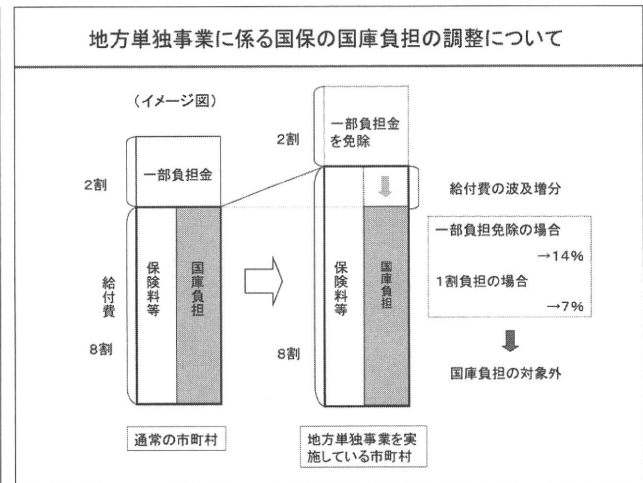 地方単独事業に係る国保の国庫負担の調整について
（イメージ図）
2割
一部負担金
給付費
8割
保険料等
国庫負担
通常の市町村
2割
一部負担金
を免除
8割
保険料等
国庫負担
地方単独事業を実
施している市町村
給付費の波及増分
一部負担免除の場合
→14%
1割負担の場合
→7%
国庫負担の対象外